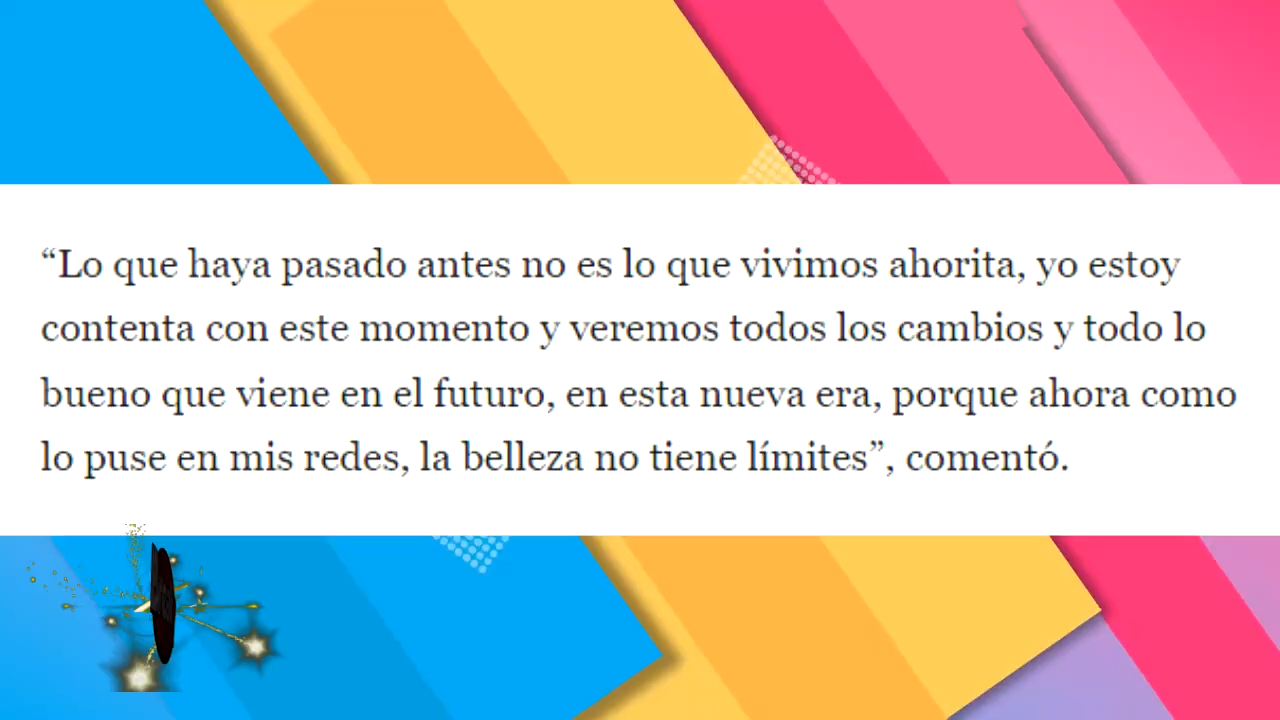 “Lo que haya pasado antes no es lo que vivimos ahorita, yo estoy
contenta con este momento y veremos todos los cambios y todo lo
bueno que viene en el futuro, en esta nueva era, porque ahora como
lo puse en mis redes, la belleza no tiene límites”, comentó.